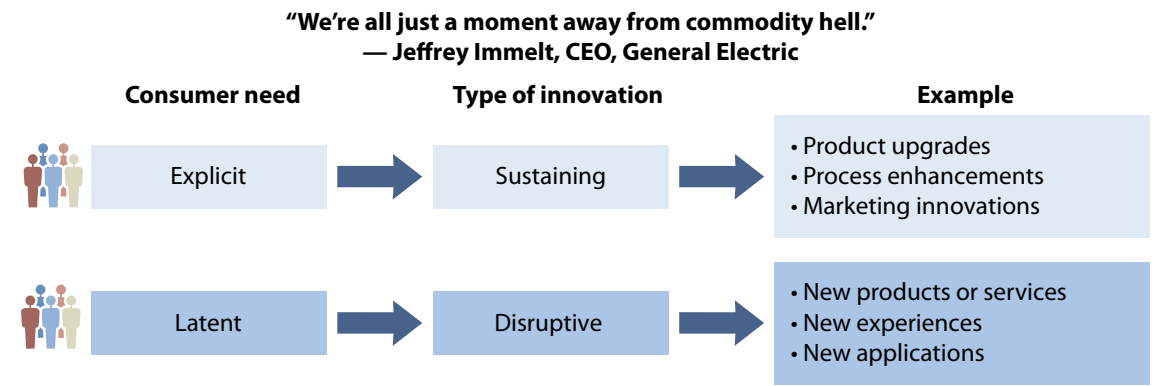 “We’re all just a moment away from commodity hell.”
— Jeffrey Immelt, CEO, General Electric
Consumer need
Type of innovation
Example
Explicit
Sustaining
• Product upgrades
• Process enhancements
• Marketing innovations
Latent
Disruptive
• New products or services
• New experiences
• New applications